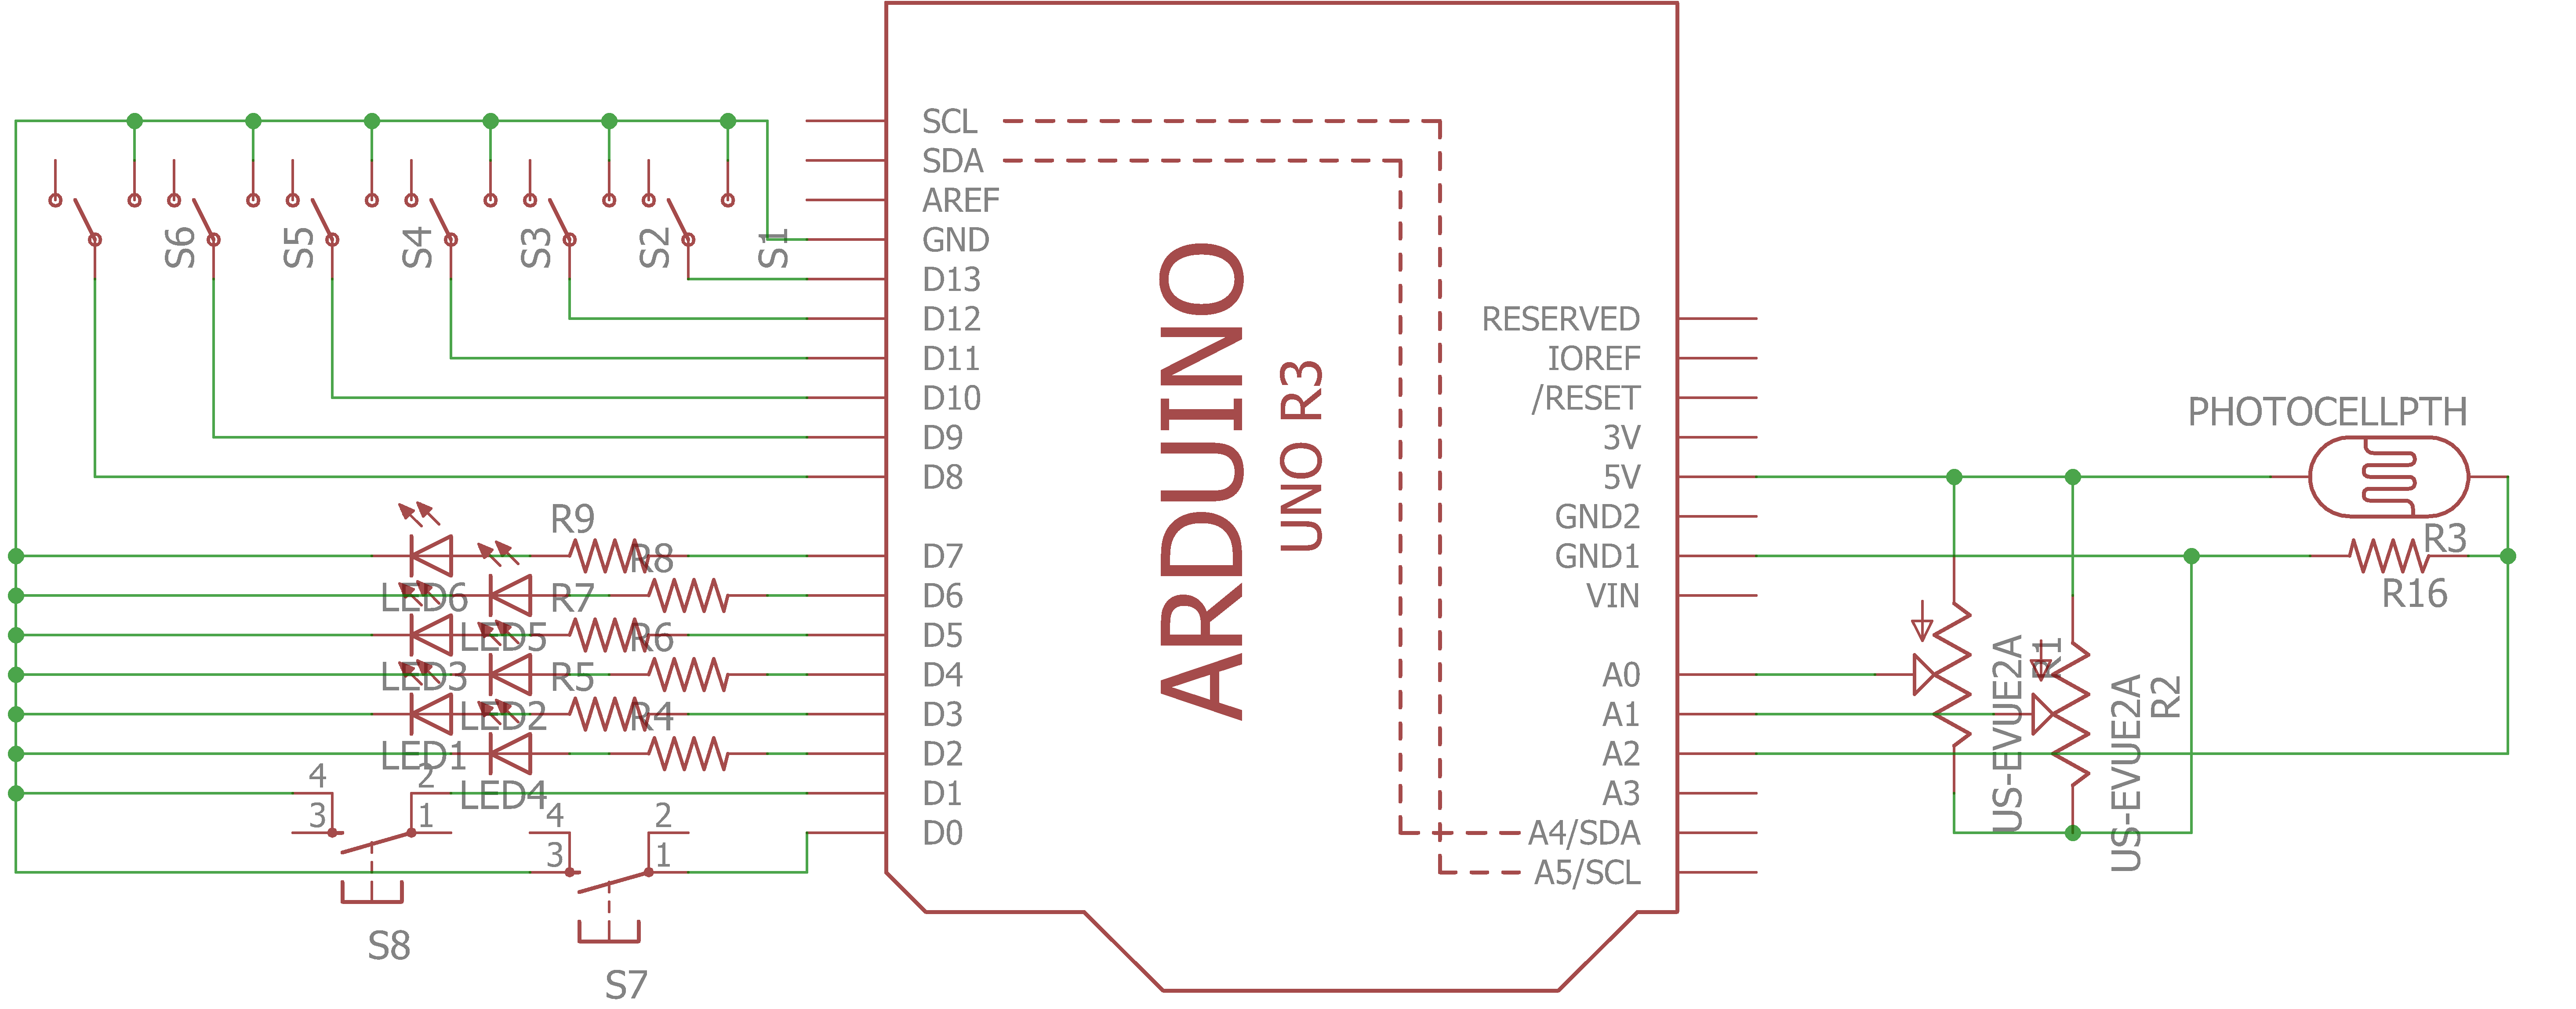 SCL
SDA
AREF
GND
D13
D12
D11
D10
D9
D8
D7
D6
D5
D4
D3
D2
D1
D0
S6
S5
S4
S3
S2
S1
R9
R8
LED6
R7
LED5
R6
LED3
R5
LED2
R4
LED1
LED4
4
2
3
1
4
2
3
1
S8
S7
ARDUINO
UNO R3
RESERVED
IOREF
/RESET
3V
5V
GND2
GND1
VIN
A0
A1
A2
A3
A4/SDA
A5/SCL
PHOTOCELLPTH
R3
R16
US-EVUE2A
R1
US-EVUE2A
R2